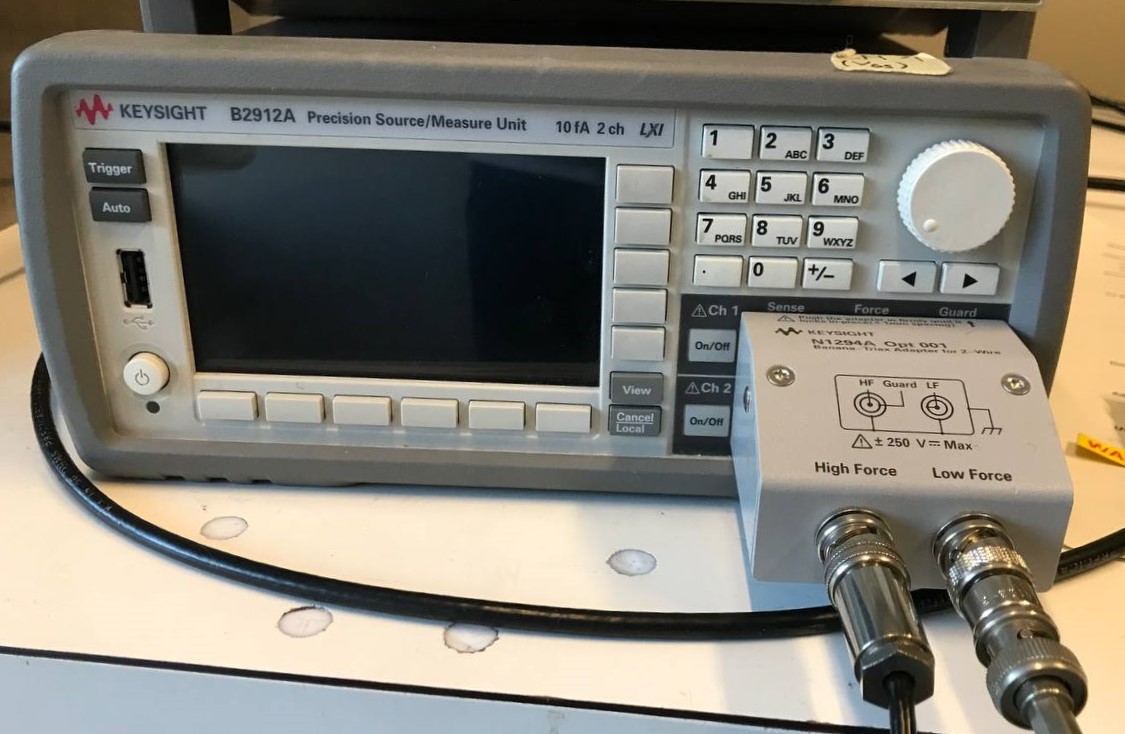 (VGS)
KEYSIGHT B2912A Precision Source/Measure Unit 10 fA 2 ch LXI
Trigger
Auto
1 2 ABC 3 DEF
4 GHI 5 JKL 6 MNO
7 PQRS 8 TUV 9 WXYZ
. 0 +/−
Ch 1 Sense Force Guard
On/Off
View
Cancel
Local
Ch 2
On/Off
KEYSIGHT
N1294A Opt 001
Banana-Triax Adapter for 2-Wire
HF Guard LF
± 250 V Max
High Force Low Force
WA